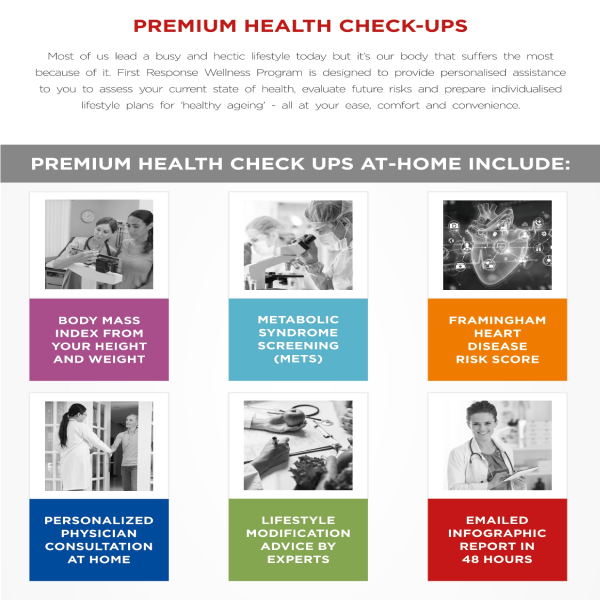 PREMIUM HEALTH CHECK-UPS
Most of us lead a busy and hectic lifestyle today but it's our body that suffers the most
because of it. First Response Wellness Program is designed to provide personalised assistance
to you to assess your current state of health, evaluate future risks and prepare individualised
lifestyle plans for 'healthy ageing' - all at your ease, comfort and convenience.
PREMIUM HEALTH CHECK UPS AT-HOME INCLUDE:
BODY MASS
INDEX FROM
YOUR HEIGHT
AND WEIGHT
METABOLIC
SYNDROME
SCREENING
(METS)
FRAMINGHAM
HEART
DISEASE
RISK SCORE
PERSONALIZED
PHYSICIAN
CONSULTATION
AT HOME
LIFESTYLE
MODIFICATION
ADVICE BY
EXPERTS
EMAILED
INFOGRAPHIC
REPORT IN
48 HOURS